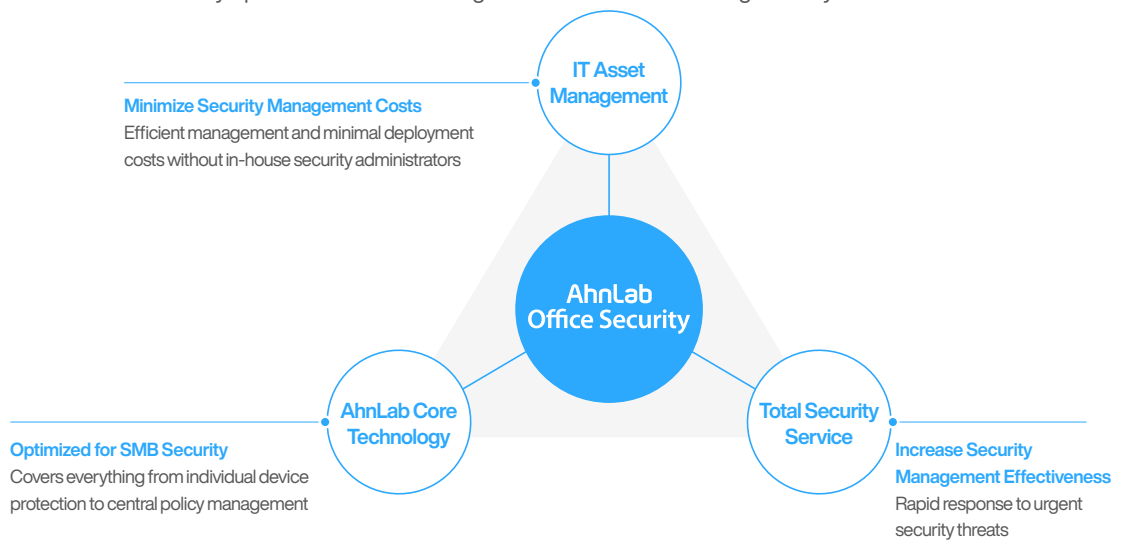 IT Asset
Management
Minimize Security Management Costs
Efficient management and minimal deployment
costs without in-house security administrators
AhnLab
Office Security
AhnLab Core
Technology
Total Security
Service
Optimized for SMB Security
Covers everything from individual device
protection to central policy management
Increase Security
Management Effectiveness
Rapid response to urgent
security threats